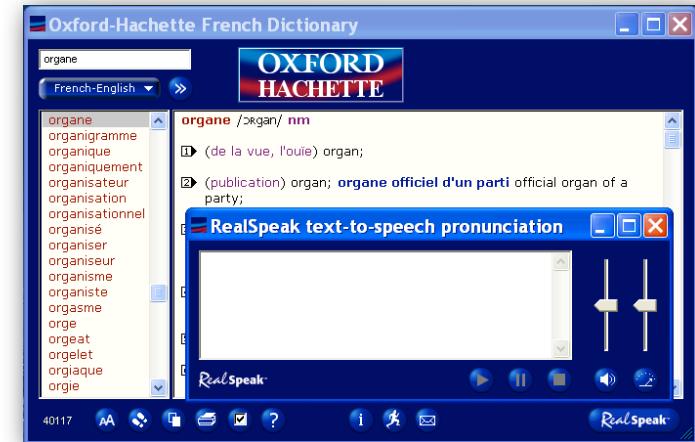 Oxford-Hachette French Dictionary
organe
OXFORD
HACHETTE
French-English
organe
organigramme
organique
organiquement
organisateur
organisation
organisationnel
organisé
organiser
organiseur
organisme
organiste
orgasme
orge
orgeat
orgelet
orgiaque
orgie
organe /ɔʀgan/ nm
1 (de la vue, l'ouïe) organ;
2 (publication) organ; organe officiel d'un parti official organ of a
party;
RealSpeak text-to-speech pronunciation
RealSpeak
40117
AA
?
i
RealSpeak